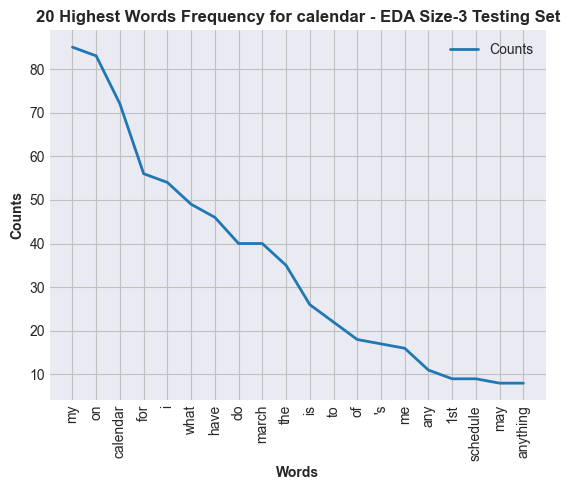 20 Highest Words Frequency for calendar - EDA Size-3 Testing Set
Counts
80
70
60
50
40
30
20
10
Counts
my
on
calendar
for
i
what
have
do
march
the
is
to
of
's
me
any
1st
schedule
may
anything
Words